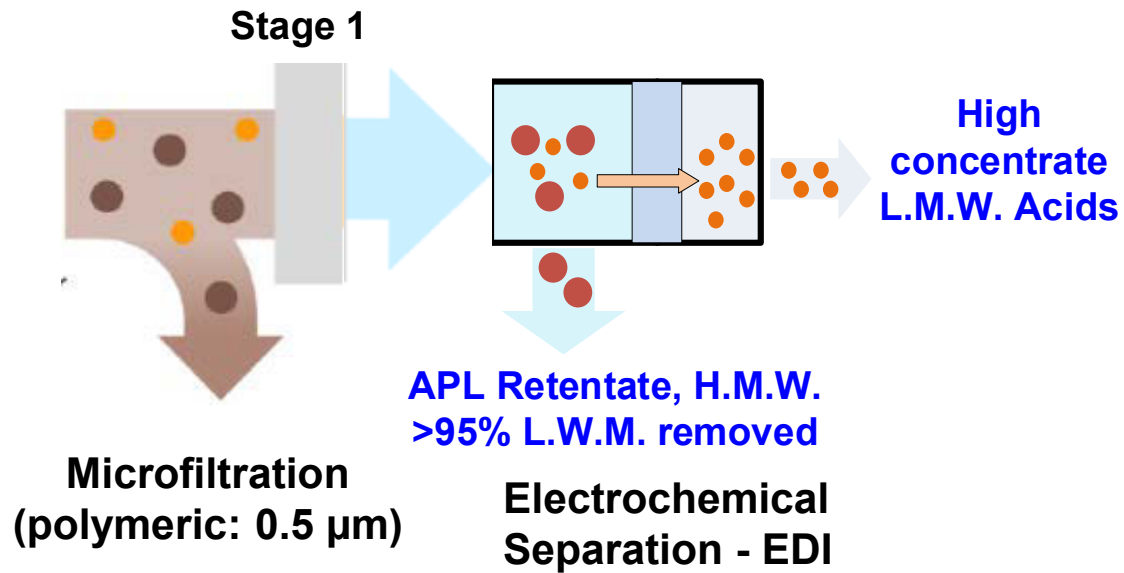 Stage 1
High
concentrate
L.M.W. Acids
APL Retentate, H.M.W.
>95% L.W.M. removed
Microfiltration
(polymeric: 0.5 µm)
Electrochemical
Separation - EDI